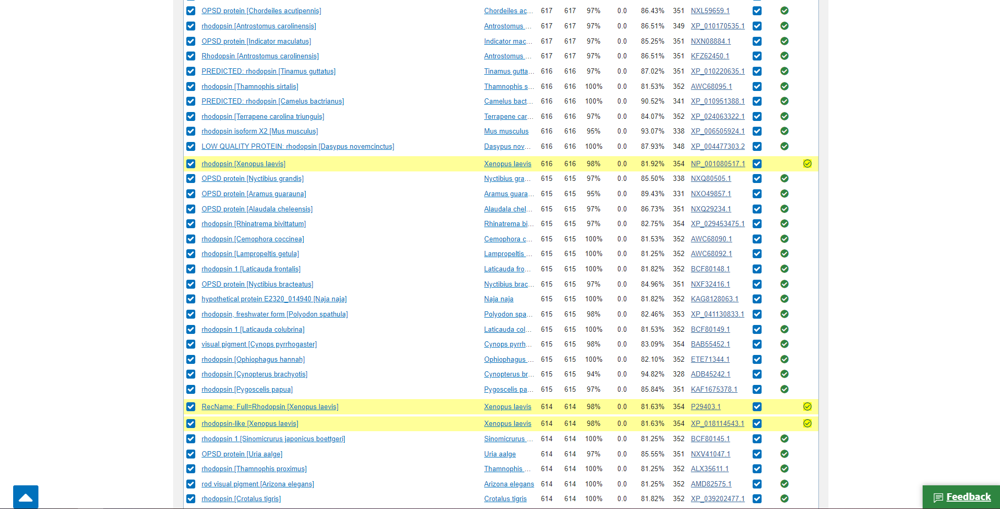 OPSD protein [Chordeiles acutipennis] Chordeiles ac... 617 617 97% 0.0 86.43% 351 NXL59659.1
rhodopsin [Antrostomus carolinensis] Antrostomus ... 617 617 97% 0.0 86.51% 349 XP_010170535.1
OPSD protein [Indicator maculatus] Indicator mac... 617 617 97% 0.0 85.25% 351 NXN08884.1
Rhodopsin [Antrostomus carolinensis] Antrostomus ... 617 617 97% 0.0 86.51% 351 KFZ62450.1
PREDICTED: rhodopsin [Tinamus guttatus] Tinamus gutta... 616 616 97% 0.0 87.02% 351 XP_010220635.1
rhodopsin [Thamnophis sirtalis] Thamnophis s... 616 616 100% 0.0 81.53% 352 AWC68095.1
PREDICTED: rhodopsin [Camelus bactrianus] Camelus bact... 616 616 100% 0.0 90.52% 341 XP_010951388.1
rhodopsin [Terrapene carolina triunguis] Terrapene car... 616 616 97% 0.0 84.07% 352 XP_024063322.1
rhodopsin isoform X2 [Mus musculus] Mus musculus 616 616 95% 0.0 93.07% 338 XP_006505924.1
LOW QUALITY PROTEIN: rhodopsin [Dasypus novemcinctus] Dasypus nov... 616 616 100% 0.0 87.93% 348 XP_004477303.2
rhodopsin [Xenopus laevis] Xenopus laevis 616 616 98% 0.0 81.92% 354 NP_001080517.1
OPSD protein [Nyctibius grandis] Nyctibius gra... 615 615 97% 0.0 85.50% 338 NXQ80505.1
OPSD protein [Aramus guarauna] Aramus guara... 615 615 95% 0.0 89.43% 331 NXO49857.1
OPSD protein [Alaudala cheleensis] Alaudala chel... 615 615 97% 0.0 86.73% 351 NXQ29234.1
rhodopsin [Rhinatrema bivittatum] Rhinatrema bi... 615 615 97% 0.0 82.75% 354 XP_029453475.1
rhodopsin [Cemophora coccinea] Cemophora c... 615 615 100% 0.0 81.53% 352 AWC68090.1
rhodopsin [Lampropeltis getula] Lampropeltis ... 615 615 100% 0.0 81.25% 352 AWC68092.1
rhodopsin 1 [Laticauda frontalis] Laticauda fro... 615 615 100% 0.0 81.82% 352 BCF80148.1
OPSD protein [Nyctibius bracteatus] Nyctibius brac... 615 615 97% 0.0 84.96% 351 NXF32416.1
hypothetical protein E2320_014940 [Naja naja] Naja naja 615 615 100% 0.0 81.82% 352 KAG8128063.1
rhodopsin, freshwater form [Polyodon spathula] Polyodon spa... 615 615 98% 0.0 82.46% 353 XP_041130833.1
rhodopsin 1 [Laticauda colubrina] Laticauda col... 615 615 100% 0.0 81.53% 352 BCF80149.1
visual pigment [Cynops pyrrhogaster] Cynops pyrrh... 615 615 98% 0.0 83.09% 354 BAB55452.1
rhodopsin [Ophiophagus hannah] Ophiophagus ... 615 615 100% 0.0 82.10% 352 ETE71344.1
rhodopsin [Cynopterus brachyotis] Cynopterus br... 615 615 94% 0.0 94.82% 328 ADB45242.1
rhodopsin [Pygoscelis papua] Pygoscelis pa... 615 615 97% 0.0 85.84% 351 KAF1675378.1
RecName: Full=Rhodopsin [Xenopus laevis] Xenopus laevis 614 614 98% 0.0 81.63% 354 P29403.1
rhodopsin-like [Xenopus laevis] Xenopus laevis 614 614 98% 0.0 81.63% 354 XP_018114543.1
rhodopsin 1 [Sinomicrurus japonicus boettgeri] Sinomicrurus ... 614 614 100% 0.0 81.25% 352 BCF80145.1
OPSD protein [Uria aalge] Uria aalge 614 614 97% 0.0 85.55% 351 NXV41047.1
rhodopsin [Thamnophis proximus] Thamnophis ... 614 614 100% 0.0 81.25% 352 ALX35611.1
rod visual pigment [Arizona elegans] Arizona elegans 614 614 100% 0.0 81.25% 352 AMD82575.1
rhodopsin [Crotalus tigris] Crotalus tigris 614 614 100% 0.0 81.82% 352 XP_039202477.1
Feedback